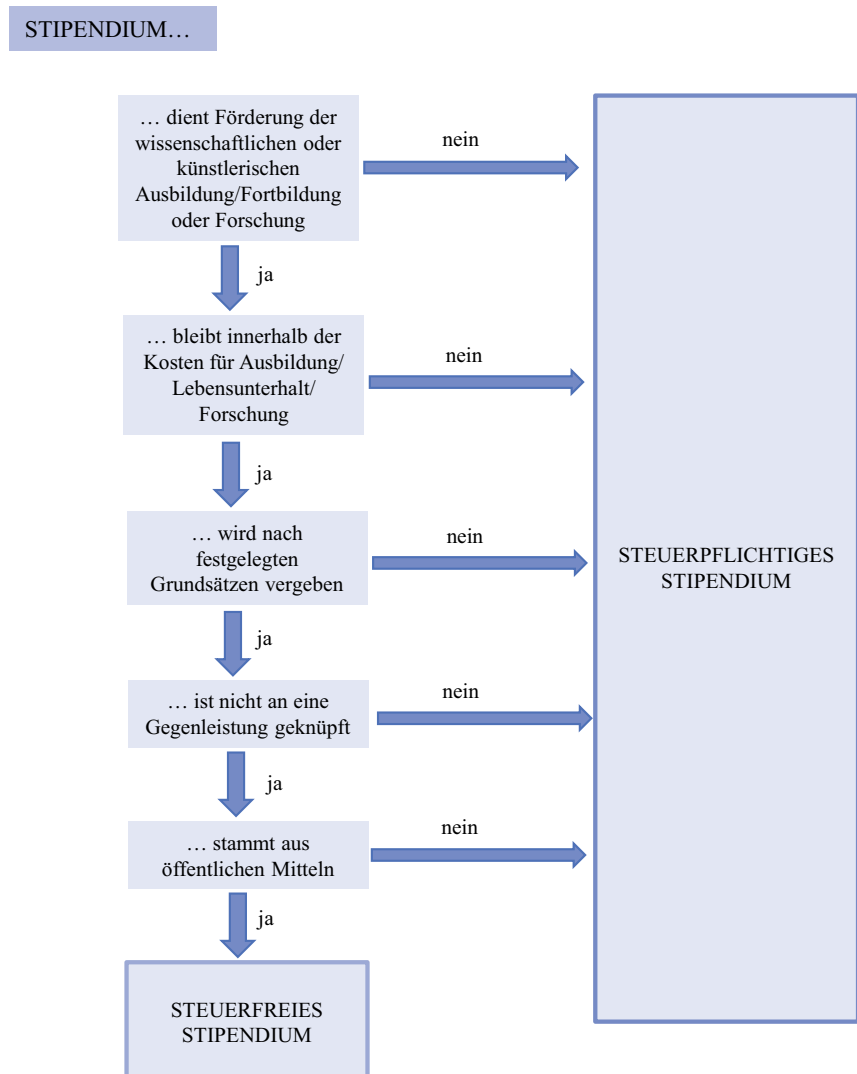 STIPENDIUM…
… dient Förderung der
wissenschaftlichen oder
künstlerischen
Ausbildung/Fortbildung
oder Forschung
nein
ja
… bleibt innerhalb der
Kosten für Ausbildung/
Lebensunterhalt/
Forschung
nein
ja
… wird nach
festgelegten
Grundsätzen vergeben
nein
STEUERPFLICHTIGES
STIPENDIUM
ja
… ist nicht an eine
Gegenleistung geknüpft
nein
ja
… stammt aus
öffentlichen Mitteln
nein
ja
STEUERFREIES
STIPENDIUM